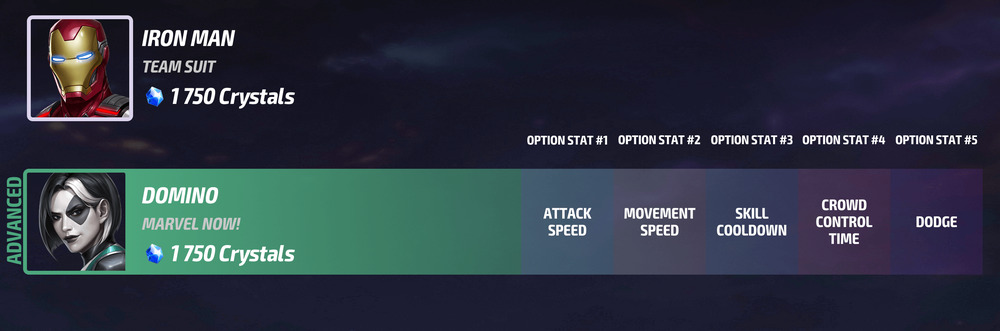 IRON MAN
TEAM SUIT
1 750 Crystals
OPTION STAT #1 OPTION STAT #2 OPTION STAT #3 OPTION STAT #4 OPTION STAT #5
ADVANCED
DOMINO
MARVEL NOW!
1 750 Crystals
ATTACK
SPEED
MOVEMENT
SPEED
SKILL
COOLDOWN
CROWD
CONTROL
TIME
DODGE